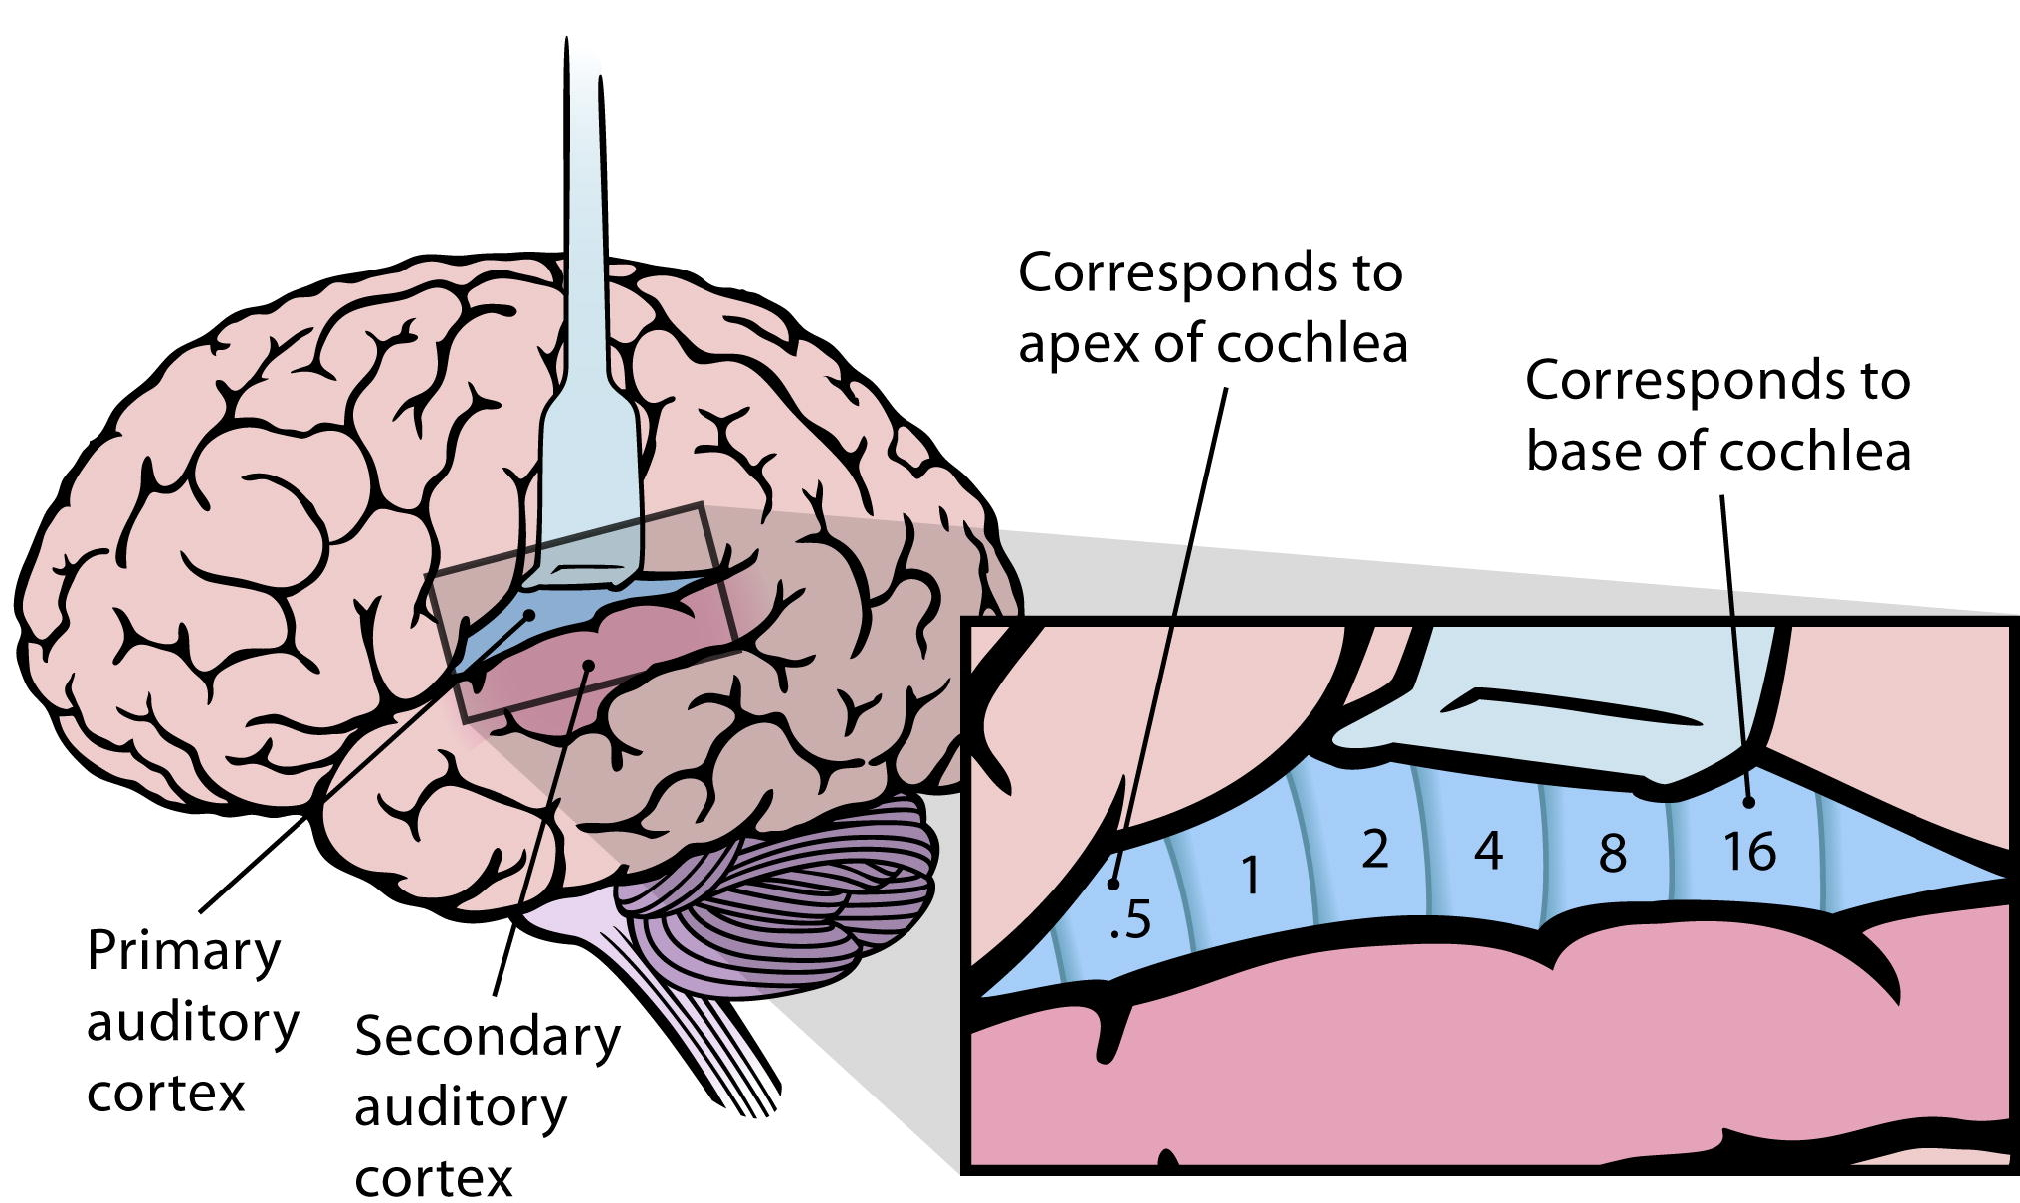 Corresponds to
apex of cochlea
Corresponds to
base of cochlea
.5
1
2
4
8
16
Primary
auditory
cortex
Secondary
auditory
cortex